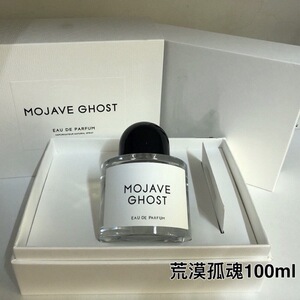 MOJAVE GHOST
EAU DE PARFUM
MOJAVE
GHOST
EAU DE PARFUM
荒漠孤魂100ml